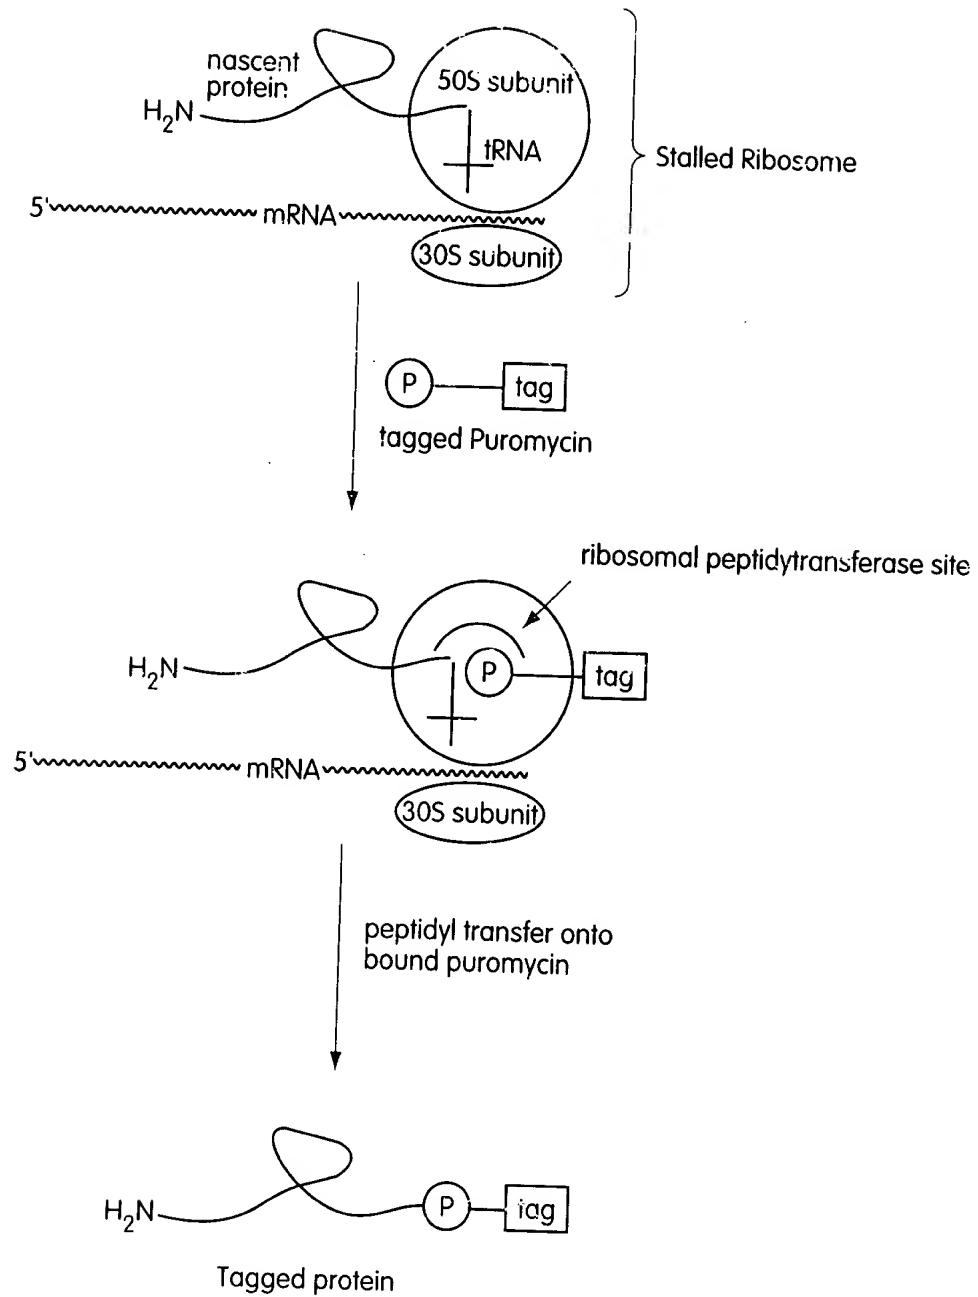 nascent
protein
H2N
50S subunit
tRNA
Stalled Ribosome
5' mRNA
30S subunit
P tag
tagged Puromycin
ribosomal peptidytransferase site
H2N
P tag
5' mRNA
30S subunit
peptidyl transfer onto
bound puromycin
H2N P tag
Tagged protein